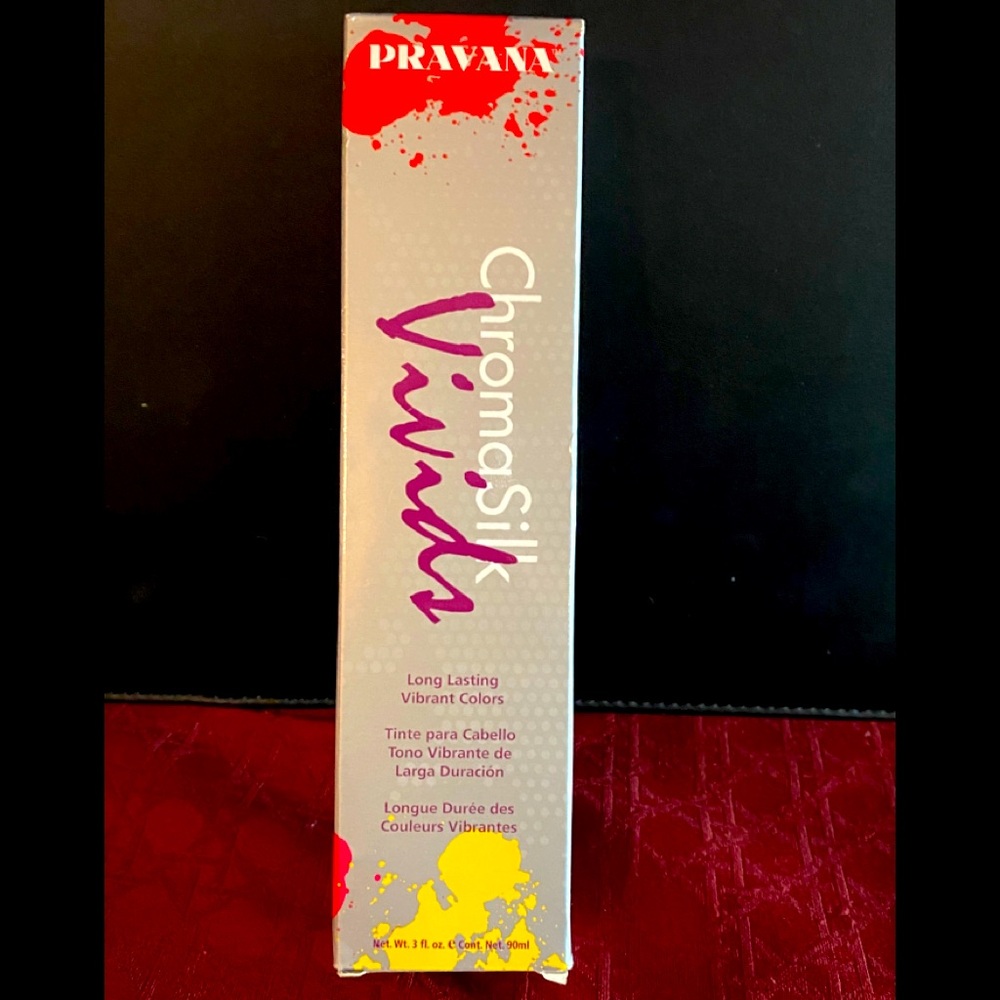 PRAVANA
ChromaSilk
Vivids
Long Lasting
Vibrant Colors
Tinte para Cabello
Tono Vibrante de
Larga Duración
Longue Durée des
Couleurs Vibrantes
Net. Wt. 3 fl. oz. ℮ Cont. Net. 90ml